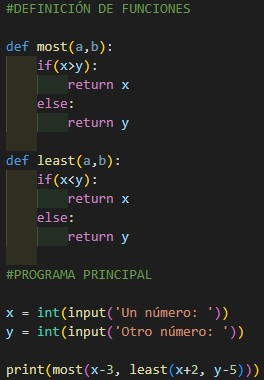 #DEFINICIÓN DE FUNCIONES
def most(a,b):
    if(x>y):
        return x
    else:
        return y
def least(a,b):
    if(x<y):
        return x
    else:
        return y
#PROGRAMA PRINCIPAL
x = int(input('Un número: '))
y = int(input('Otro número: '))
print(most(x-3, least(x+2, y-5)))